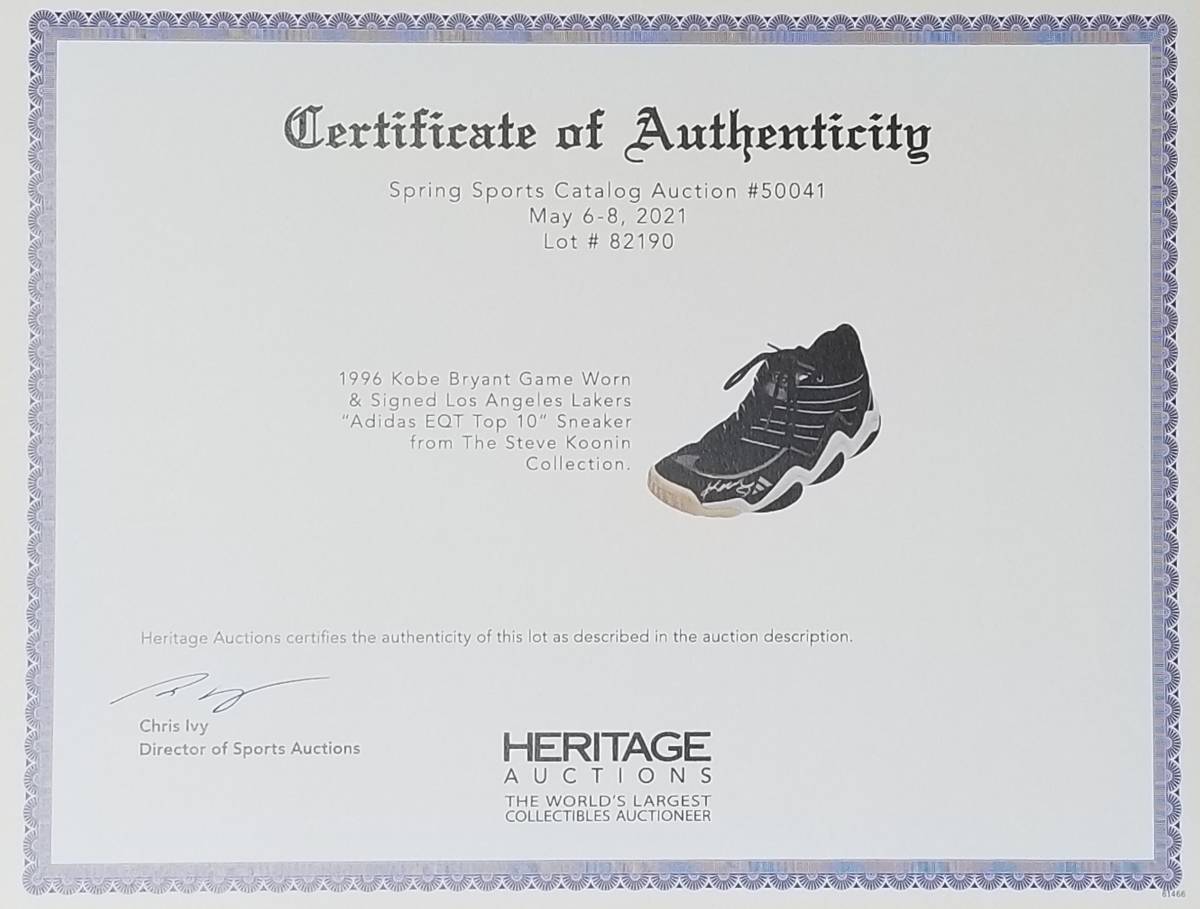 Certificate of Authenticity
Spring Sports Catalog Auction #50041
May 6-8, 2021
Lot # 82190
1996 Kobe Bryant Game Worn
& Signed Los Angeles Lakers
"Adidas EQT Top 10" Sneaker
from The Steve Koonin
Collection.
Heritage Auctions certifies the authenticity of this lot as described in the auction description.
Chris Ivy
Director of Sports Auctions
HERITAGE
AUCTIONS
THE WORLD'S LARGEST
COLLECTIBLES AUCTIONEER
61466